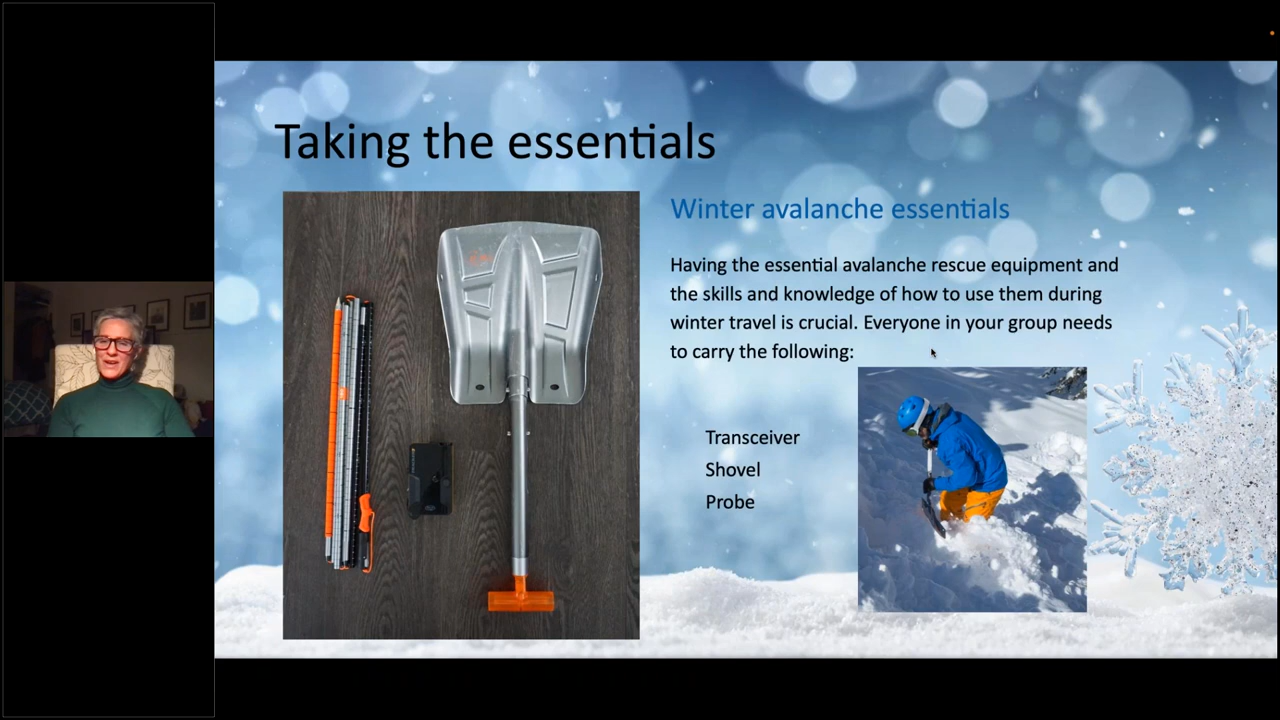 Taking the essentials
Winter avalanche essentials
Having the essential avalanche rescue equipment and
the skills and knowledge of how to use them during
winter travel is crucial. Everyone in your group needs
to carry the following:
Transceiver
Shovel
Probe